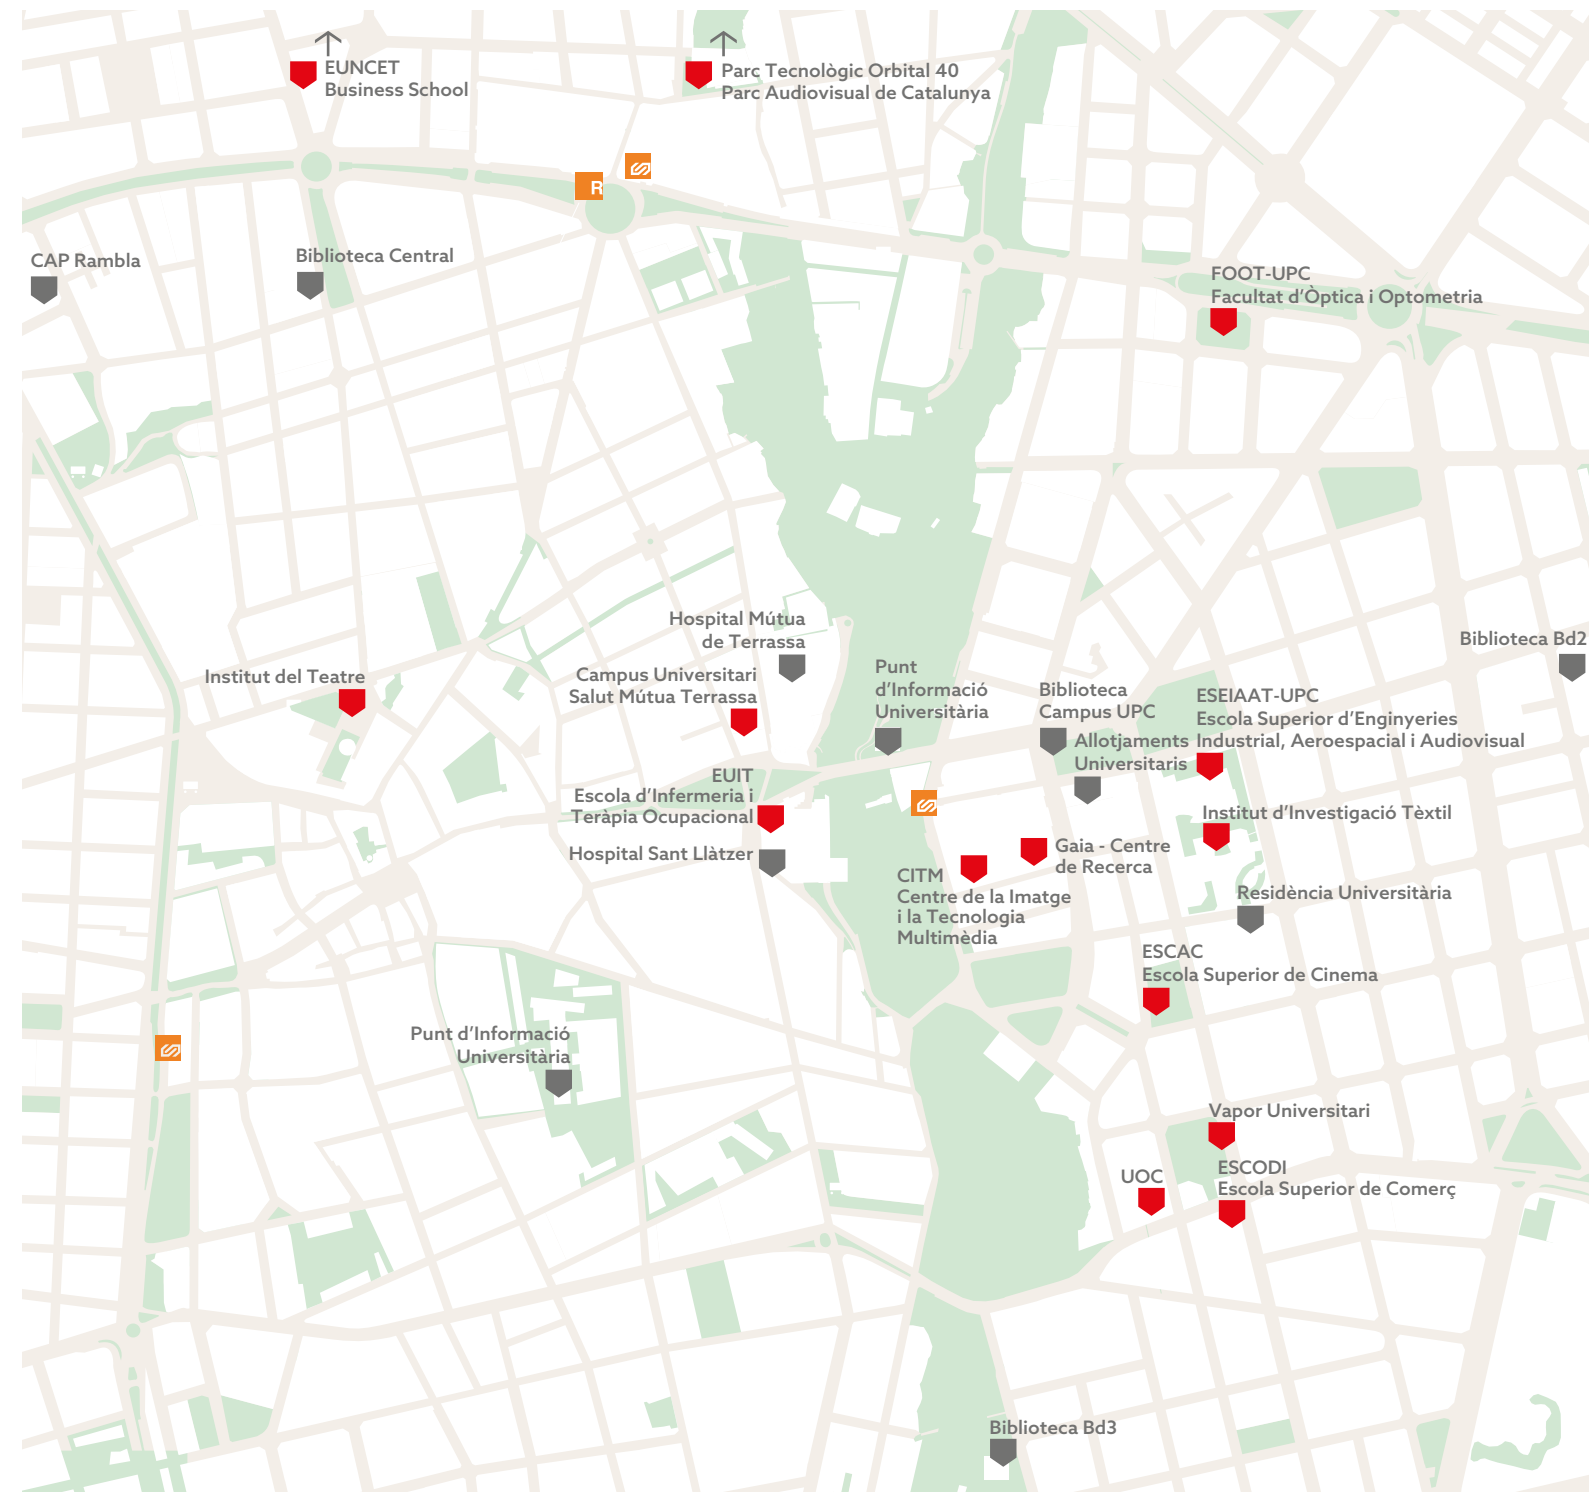 EUNCET
Business School
Parc Tecnològic Orbital 40
Parc Audiovisual de Catalunya
R
CAP Rambla
Biblioteca Central
FOOT-UPC
Facultat d’Òptica i Optometria
Hospital Mútua
de Terrassa
Biblioteca Bd2
Institut del Teatre
Campus Universitari
Salut Mútua Terrassa
Punt
d’Informació
Universitària
Biblioteca
Campus UPC
Allotjaments
Universitaris
ESEIAAT-UPC
Escola Superior d’Enginyeries
Industrial, Aeroespacial i Audiovisual
EUIT
Escola d’Infermeria i
Teràpia Ocupacional
Hospital Sant Llàtzer
Institut d’Investigació Tèxtil
Gaia - Centre
de Recerca
CITM
Centre de la Imatge
i la Tecnologia
Multimèdia
Residència Universitària
ESCAC
Escola Superior de Cinema
Punt d’Informació
Universitària
Vapor Universitari
UOC
ESCODI
Escola Superior de Comerç
Biblioteca Bd3